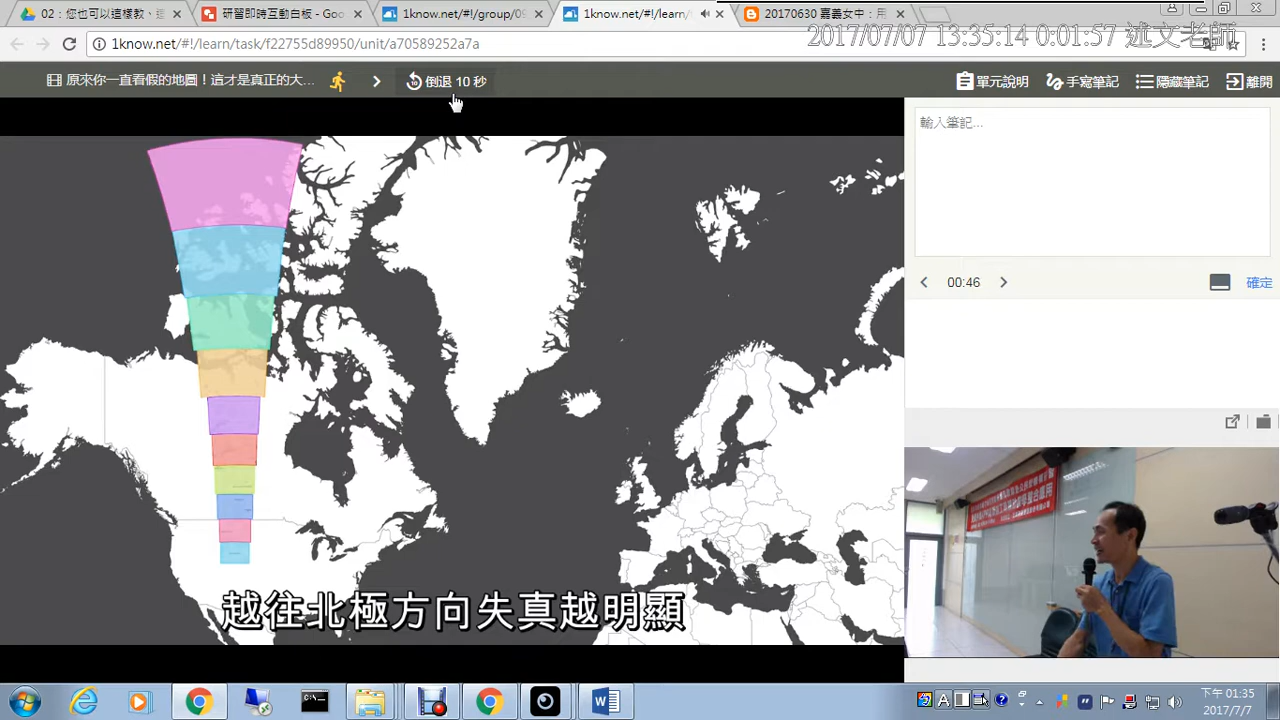 02：您也可以這樣教：遠
研習即時互動白板 - Goo
1know.net/#!/group/09
1know.net/#!/learn/
20170630 嘉義女中：用
1know.net/#!/learn/task/f22755d89950/unit/a70589252a7a
2017/07/07 13:35:14 0:01:57 述文老師
原來你一直看假的地圖！這才是真正的大...
倒退 10 秒
單元說明
手寫筆記
隱藏筆記
離開
輸入筆記...
00:46
確定
越往北極方向失真越明顯
下午 01:35
2017/7/7